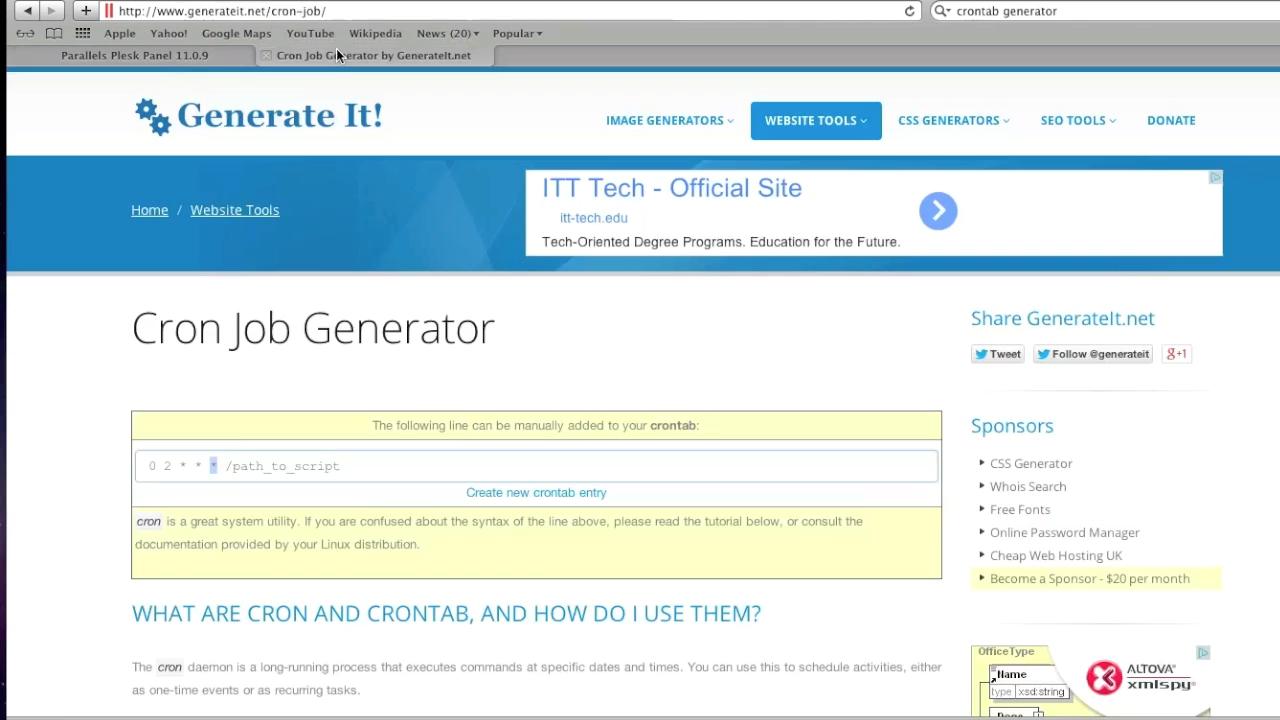 http://www.generateit.net/cron-job/
crontab generator
Apple Yahoo! Google Maps YouTube Wikipedia News (20) Popular
Parallels Plesk Panel 11.0.9
Cron Job Generator by GenerateIt.net
Generate It!
IMAGE GENERATORS WEBSITE TOOLS CSS GENERATORS SEO TOOLS DONATE
Home / Website Tools
ITT Tech - Official Site
itt-tech.edu
Tech-Oriented Degree Programs. Education for the Future.
Cron Job Generator
The following line can be manually added to your crontab:
0 2 * * * /path_to_script
Create new crontab entry
cron is a great system utility. If you are confused about the syntax of the line above, please read the tutorial below, or consult the
documentation provided by your Linux distribution.
WHAT ARE CRON AND CRONTAB, AND HOW DO I USE THEM?
The cron daemon is a long-running process that executes commands at specific dates and times. You can use this to schedule activities, either
as one-time events or as recurring tasks.
Share GenerateIt.net
Tweet Follow @generateit g+1
Sponsors
CSS Generator
Whois Search
Free Fonts
Online Password Manager
Cheap Web Hosting UK
Become a Sponsor - $20 per month
OfficeType
Name
type xsd:string
ALTOVA®
xmlspy®